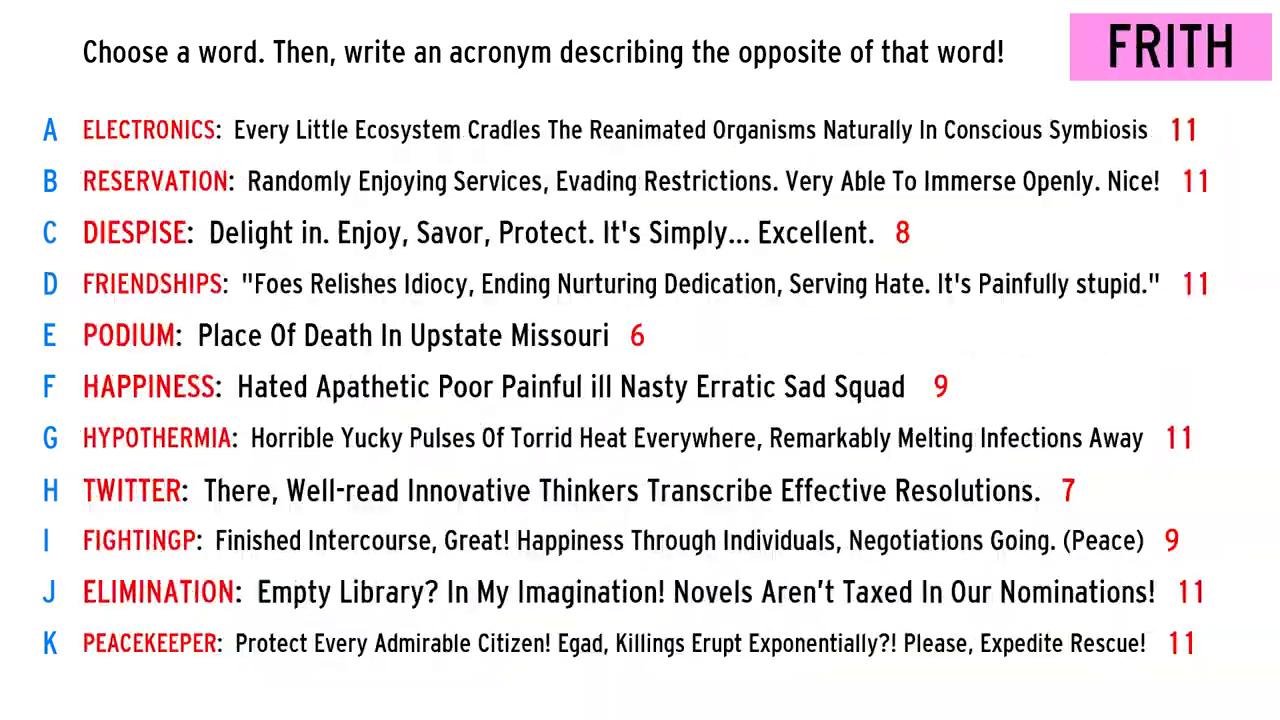 Choose a word. Then, write an acronym describing the opposite of that word!
FRITH
A ELECTRONICS: Every Little Ecosystem Cradles The Reanimated Organisms Naturally In Conscious Symbiosis 11
B RESERVATION: Randomly Enjoying Services, Evading Restrictions. Very Able To Immerse Openly. Nice! 11
C DIESPISE: Delight in. Enjoy, Savor, Protect. It's Simply... Excellent. 8
D FRIENDSHIPS: "Foes Relishes Idiocy, Ending Nurturing Dedication, Serving Hate. It's Painfully stupid." 11
E PODIUM: Place Of Death In Upstate Missouri 6
F HAPPINESS: Hated Apathetic Poor Painful ill Nasty Erratic Sad Squad 9
G HYPOTHERMIA: Horrible Yucky Pulses Of Torrid Heat Everywhere, Remarkably Melting Infections Away 11
H TWITTER: There, Well-read Innovative Thinkers Transcribe Effective Resolutions. 7
I FIGHTINGP: Finished Intercourse, Great! Happiness Through Individuals, Negotiations Going. (Peace) 9
J ELIMINATION: Empty Library? In My Imagination! Novels Aren’t Taxed In Our Nominations! 11
K PEACEKEEPER: Protect Every Admirable Citizen! Egad, Killings Erupt Exponentially?! Please, Expedite Rescue! 11